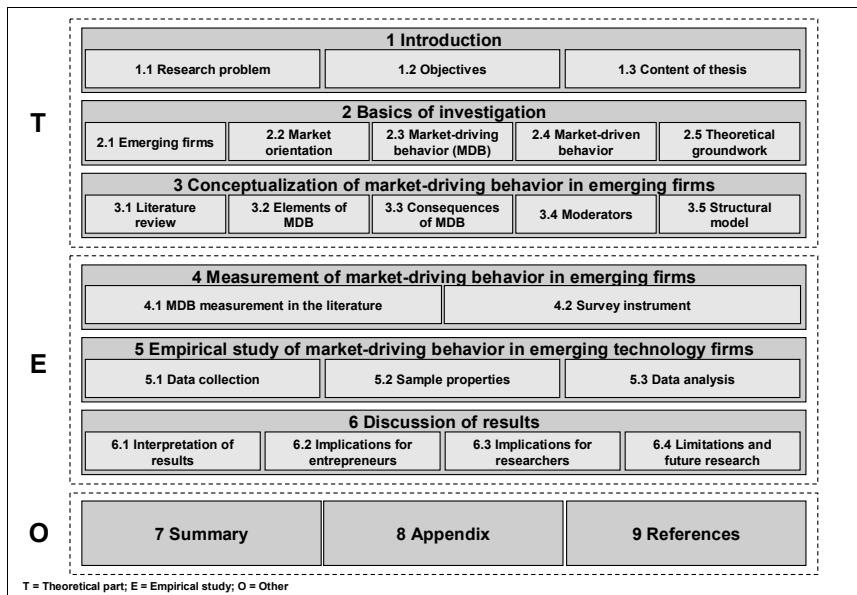 1 Introduction
1.1 Research problem
1.2 Objectives
1.3 Content of thesis
T
2 Basics of investigation
2.1 Emerging firms
2.2 Market
orientation
2.3 Market-driving
behavior (MDB)
2.4 Market-driven
behavior
2.5 Theoretical
groundwork
3 Conceptualization of market-driving behavior in emerging firms
3.1 Literature
review
3.2 Elements of
MDB
3.3 Consequences
of MDB
3.4 Moderators
3.5 Structural
model
4 Measurement of market-driving behavior in emerging firms
4.1 MDB measurement in the literature
4.2 Survey instrument
E
5 Empirical study of market-driving behavior in emerging technology firms
5.1 Data collection
5.2 Sample properties
5.3 Data analysis
6 Discussion of results
6.1 Interpretation of
results
6.2 Implications for
entrepreneurs
6.3 Implications for
researchers
6.4 Limitations and
future research
O
7 Summary
8 Appendix
9 References
T = Theoretical part; E = Empirical study; O = Other